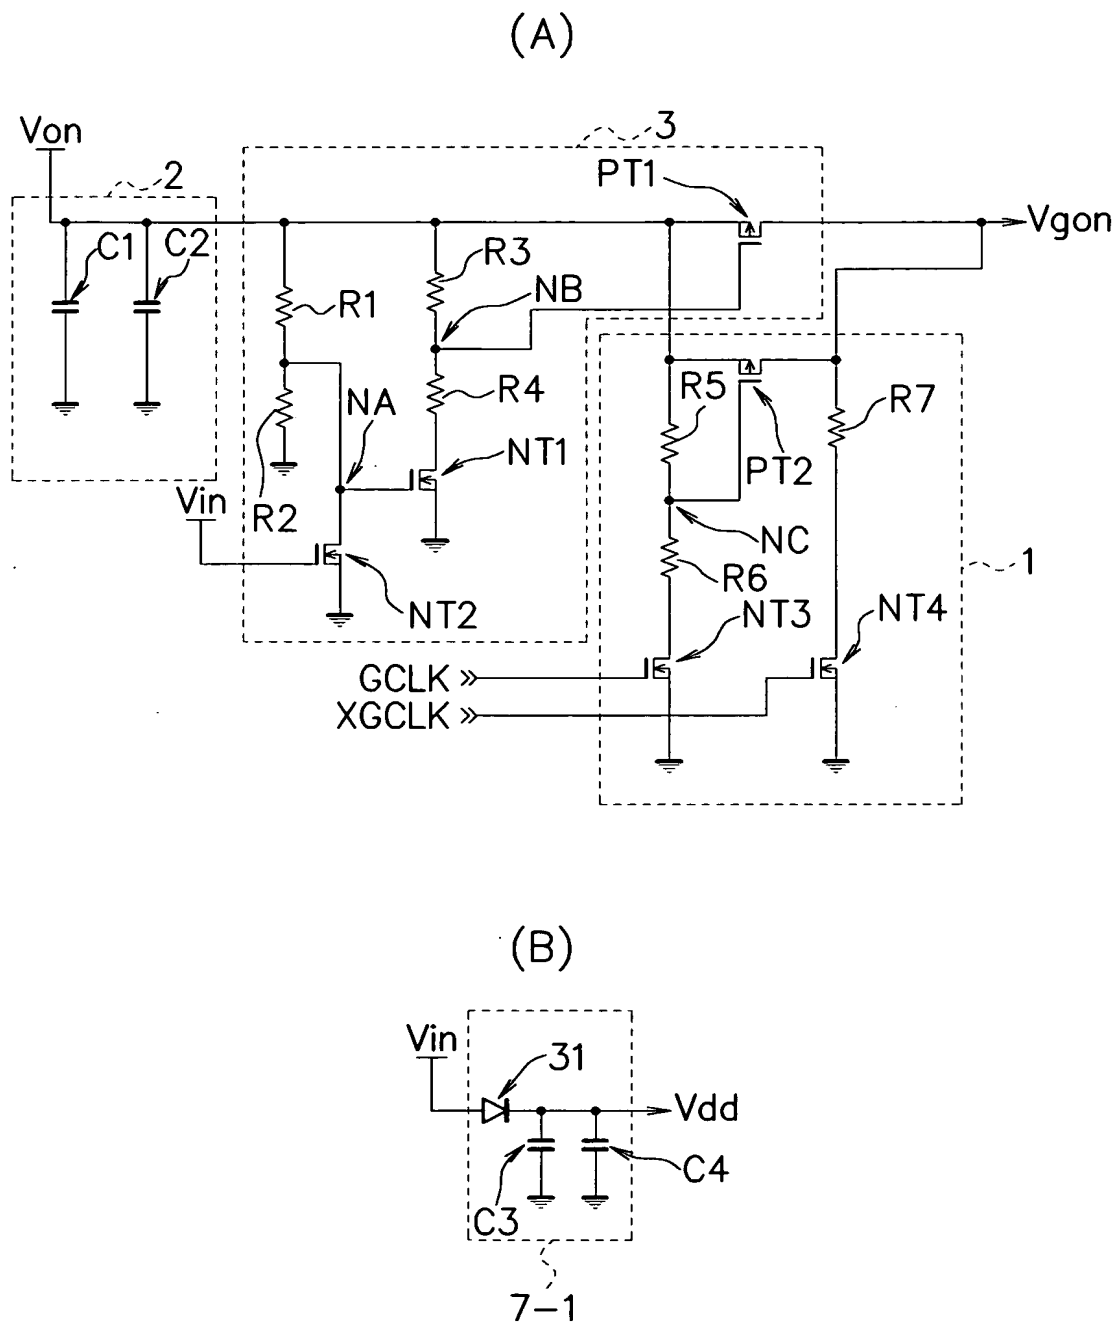 (A)
Von
2
3
PT1
Vgon
C1
C2
R3
NB
R1
R5
R7
NA
R4
NT1
PT2
Vin
R2
NC
R6
1
NT2
NT3
NT4
GCLK
XGCLK
(B)
Vin
31
Vdd
C4
C3
7-1